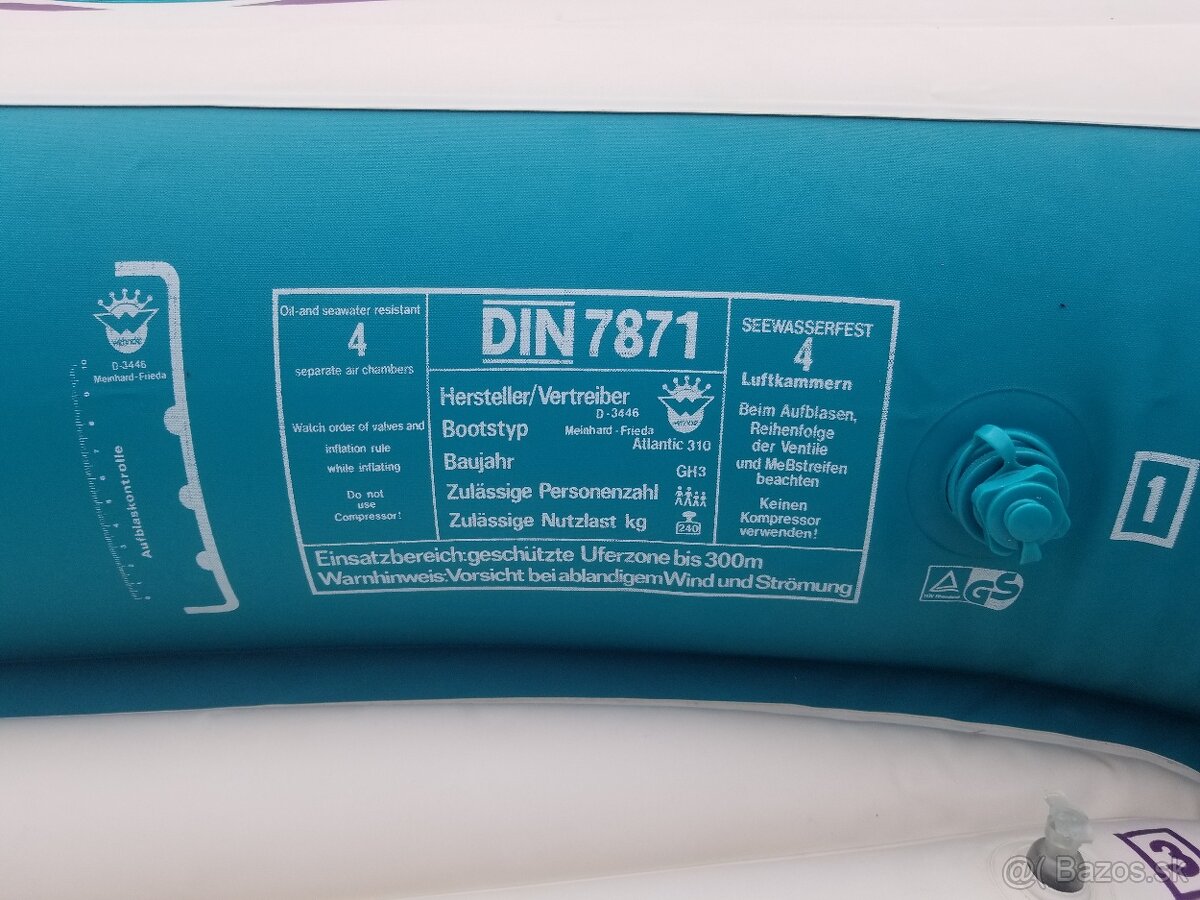 D-3446
Meinhard-Frieda
Aufblaskontrolle
Oil-and seawater resistant
4
separate air chambers
Watch order of valves and
inflation rule
while inflating
Do not
use
Compressor!
DIN 7871
Hersteller/Vertreiber
D-3446
Meinhard-Frieda
Bootstyp
Atlantic 310
Baujahr
GH3
Zulässige Personenzahl
Zulässige Nutzlast kg
240
SEEWASSERFEST
4
Luftkammern
Beim Aufblasen,
Reihenfolge
der Ventile
und Meßstreifen
beachten
Keinen
Kompressor
verwenden!
Einsatzbereich:geschützte Uferzone bis 300m
Warnhinweis:Vorsicht bei ablandigem Wind und Strömung
1
GS
3
@( Bazos.sk